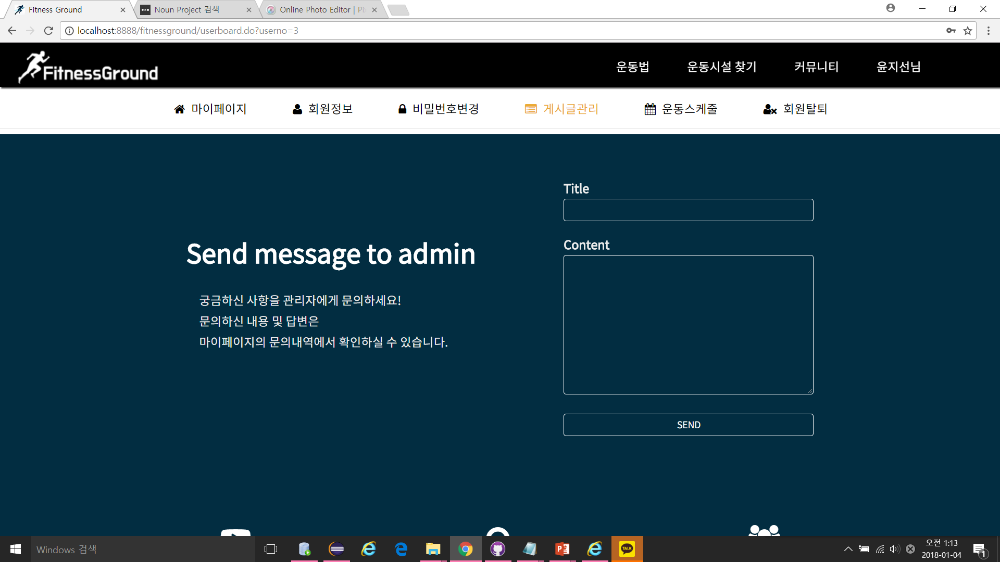 Fitness Ground
Noun Project 검색
Online Photo Editor | Pi
localhost:8888/fitnessground/userboard.do?userno=3
FitnessGround
운동법
운동시설 찾기
커뮤니티
윤지선님
마이페이지
회원정보
비밀번호변경
게시글관리
운동스케줄
회원탈퇴
Send message to admin
궁금하신 사항을 관리자에게 문의하세요!
문의하신 내용 및 답변은
마이페이지의 문의내역에서 확인하실 수 있습니다.
Title
Content
SEND
Windows 검색
TALK
오전 1:13
2018-01-04
1